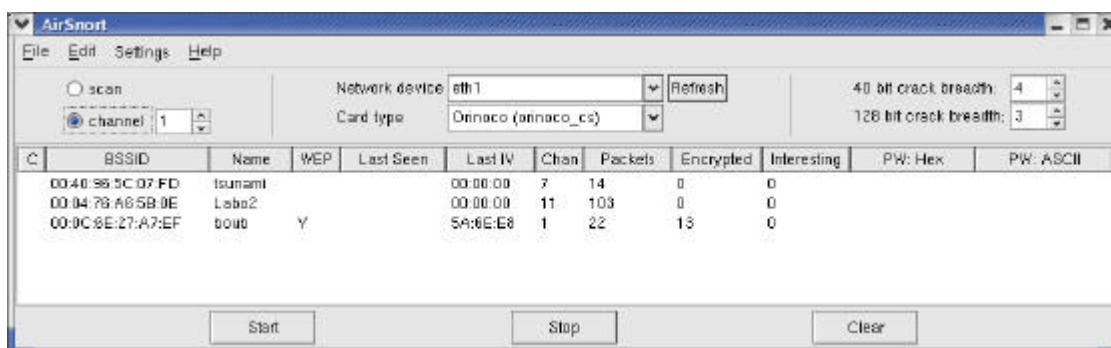 AirSnort
File Edit Settings Help
scan Network device eth1 Refresh 40 bit crack breadth: 4
channel 1 Card type Orinoco (orinoco_cs) 128 bit crack breadth: 3
C BSSID Name WEP Last Seen Last IV Chan Packets Encrypted Interesting PW: Hex PW: ASCII
00:40:96:5C:07:FD tsunami 00:00:00 7 14 0 0
00:04:76:A6:5B:0E Labo2 00:00:00 11 103 0 0
00:0C:6E:27:A7:EF boub Y 5A:6E:E8 1 22 13 0
Start Stop Clear